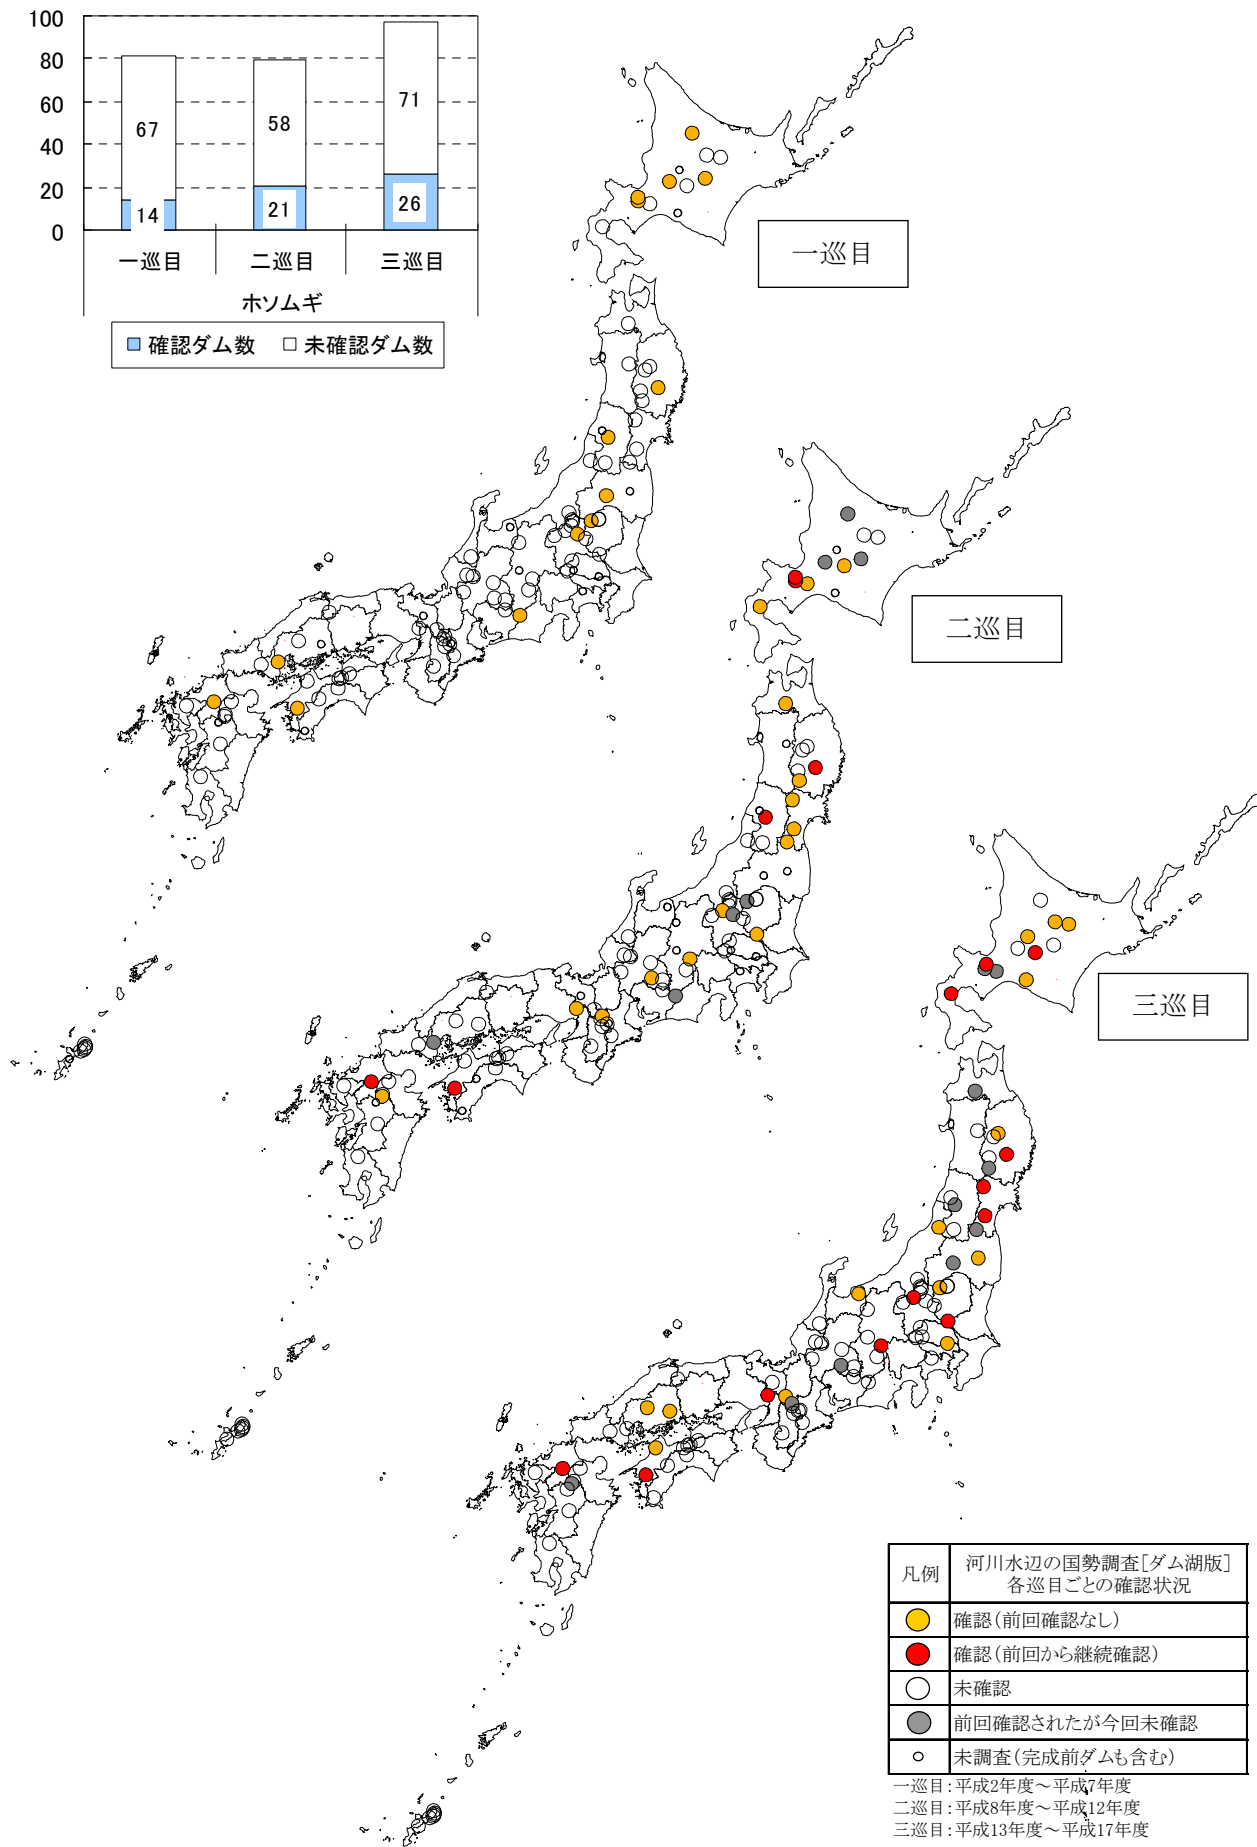 100
80
60
40
20
0
67
14
58
21
71
26
一巡目
二巡目
三巡目
ホソムギ
確認ダム数
未確認ダム数
一巡目
二巡目
三巡目
凡例
河川水辺の国勢調査[ダム湖版]
各巡目ごとの確認状況
確認(前回確認なし)
確認(前回から継続確認)
未確認
前回確認されたが今回未確認
未調査(完成前ダムも含む)
一巡目:平成2年度～平成7年度
二巡目:平成8年度～平成12年度
三巡目:平成13年度～平成17年度